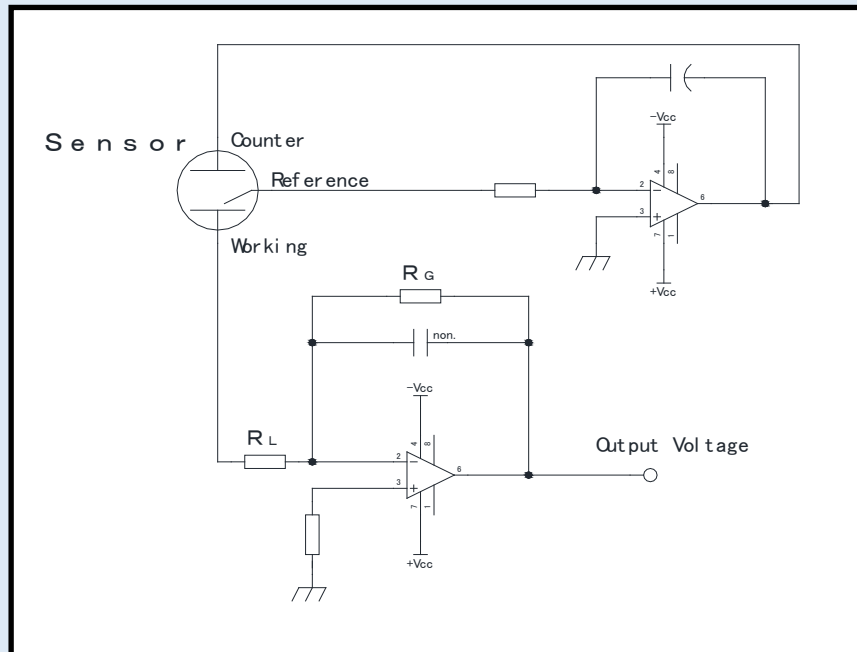 Sensor
Counter
Reference
Working
-Vcc
4
8
2
3
6
7
1
+Vcc
RG
non.
-Vcc
4
8
RL
2
3
6
7
1
+Vcc
Output Voltage